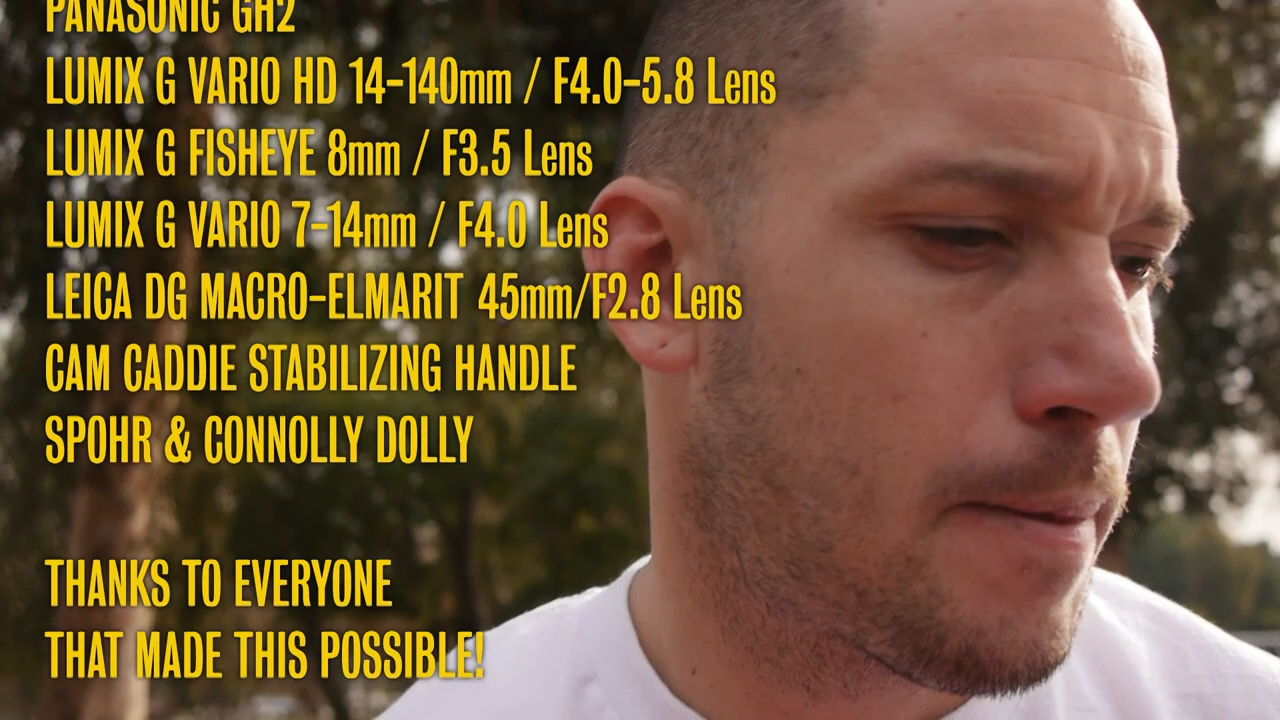 PANASONIC GH2
LUMIX G VARIO HD 14-140mm / F4.0-5.8 Lens
LUMIX G FISHEYE 8mm / F3.5 Lens
LUMIX G VARIO 7-14mm / F4.0 Lens
LEICA DG MACRO-ELMARIT 45mm/F2.8 Lens
CAM CADDIE STABILIZING HANDLE
SPOHR & CONNOLLY DOLLY
THANKS TO EVERYONE
THAT MADE THIS POSSIBLE!